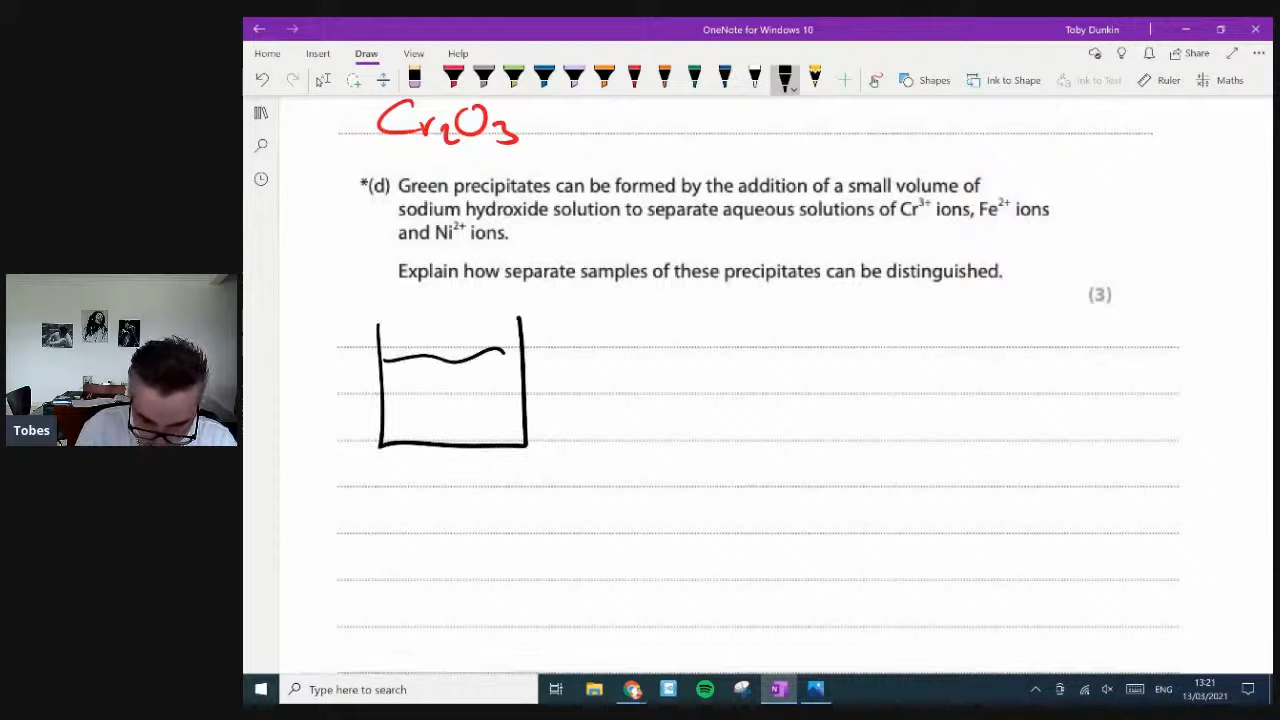 OneNote for Windows 10
Toby Dunkin
Home Insert Draw View Help
Share
Shapes Ink to Shape Ink to Text Ruler Maths
Cr2O3
*(d) Green precipitates can be formed by the addition of a small volume of
sodium hydroxide solution to separate aqueous solutions of Cr³⁺ ions, Fe²⁺ ions
and Ni²⁺ ions.
Explain how separate samples of these precipitates can be distinguished.
(3)
Tobes
Type here to search
ENG
13:21
13/03/2021